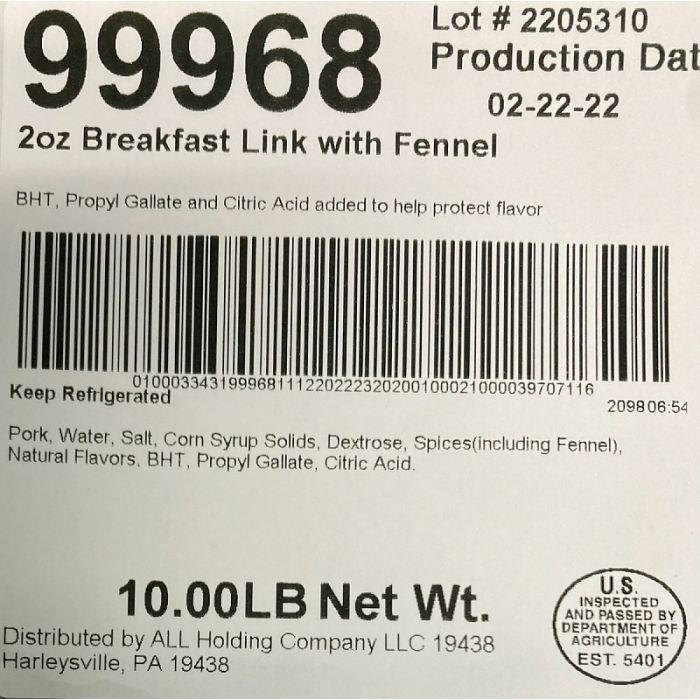 99968
Lot # 2205310
Production Dat
02-22-22
2oz Breakfast Link with Fennel
BHT, Propyl Gallate and Citric Acid added to help protect flavor
01000334319996811122022232020010002100003970​7116
Keep Refrigerated
209806:54
Pork, Water, Salt, Corn Syrup Solids, Dextrose, Spices(including Fennel),
Natural Flavors, BHT, Propyl Gallate, Citric Acid.
10.00LB Net Wt.
Distributed by ALL Holding Company LLC 19438
Harleysville, PA 19438
U.S.
INSPECTED
AND PASSED BY
DEPARTMENT OF
AGRICULTURE
EST. 5401